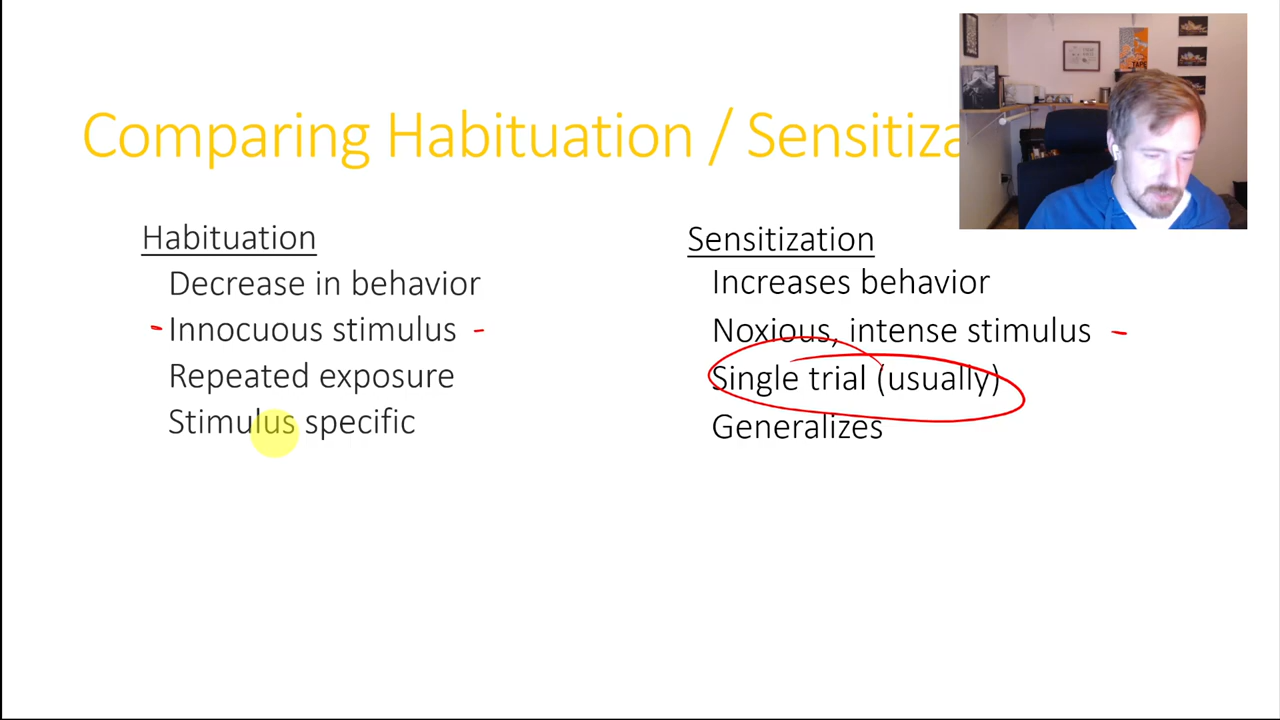 Comparing Habituation / Sensitiza
Habituation
Decrease in behavior
Innocuous stimulus
Repeated exposure
Stimulus specific
Sensitization
Increases behavior
Noxious, intense stimulus
Single trial (usually)
Generalizes
TAPE